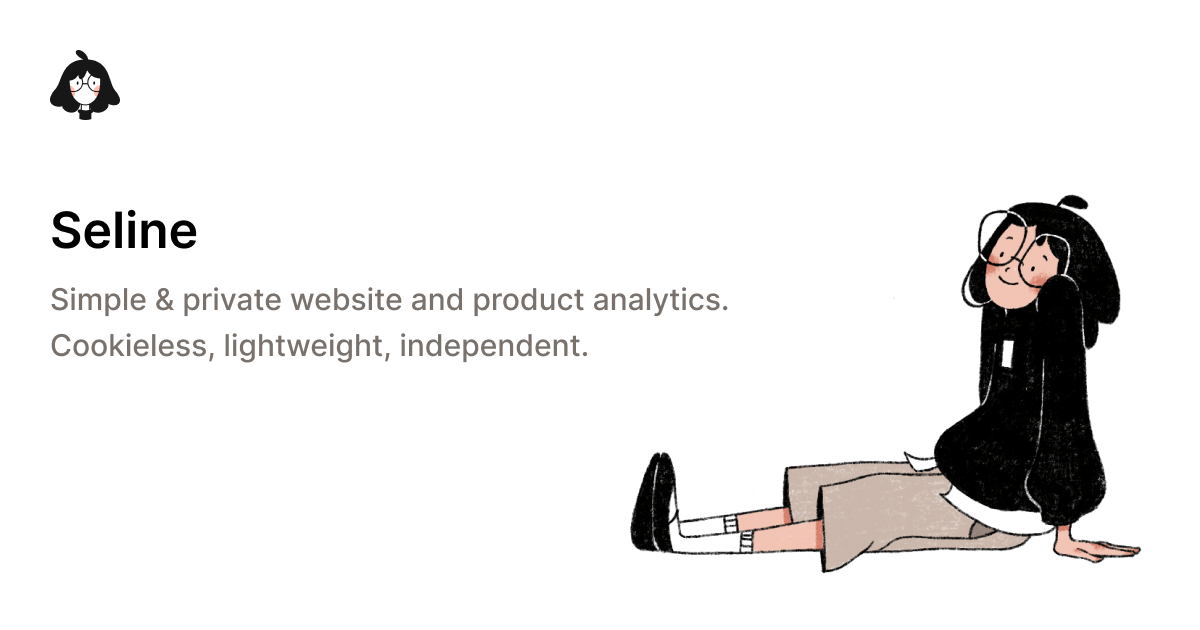 Seline
Simple & private website and product analytics.
Cookieless, lightweight, independent.